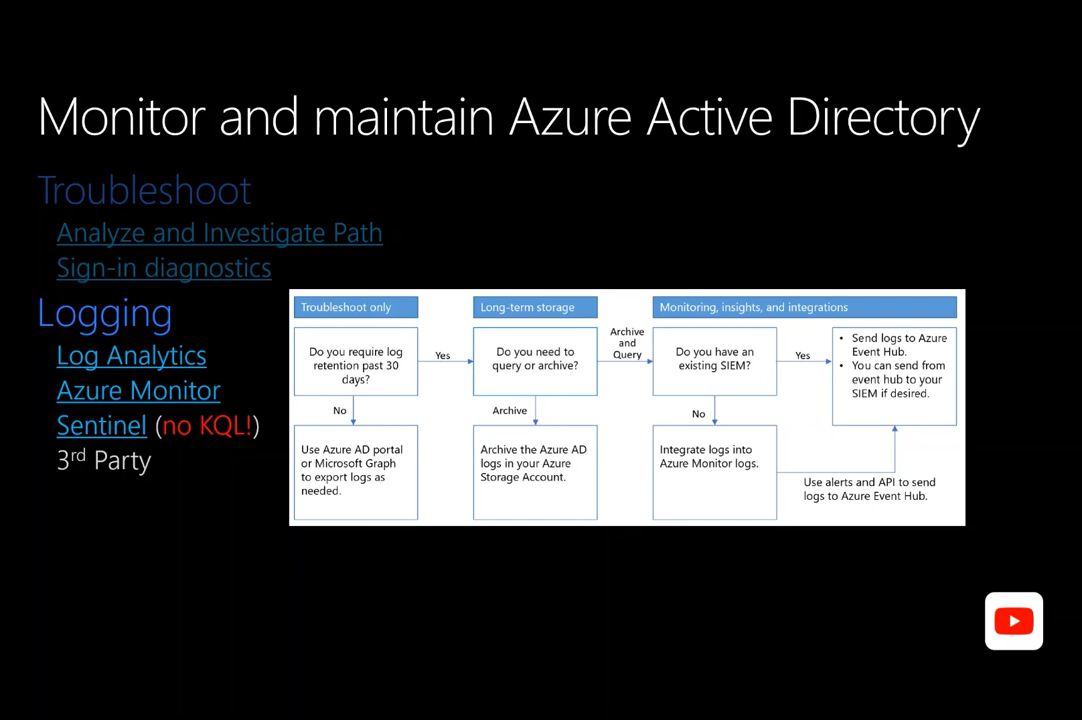 Monitor and maintain Azure Active Directory
Troubleshoot
Analyze and Investigate Path
Sign-in diagnostics
Logging
Log Analytics
Azure Monitor
Sentinel (no KQL!)
3rd Party
Troubleshoot only
Long-term storage
Monitoring, insights, and integrations
Do you require log
retention past 30
days?
Yes
Do you need to
query or archive?
Archive
and
Query
Do you have an
existing SIEM?
Yes
• Send logs to Azure
Event Hub.
• You can send from
event hub to your
SIEM if desired.
No
Archive
No
Use Azure AD portal
or Microsoft Graph
to export logs as
needed.
Archive the Azure AD
logs in your Azure
Storage Account.
Integrate logs into
Azure Monitor logs.
Use alerts and API to send
logs to Azure Event Hub.